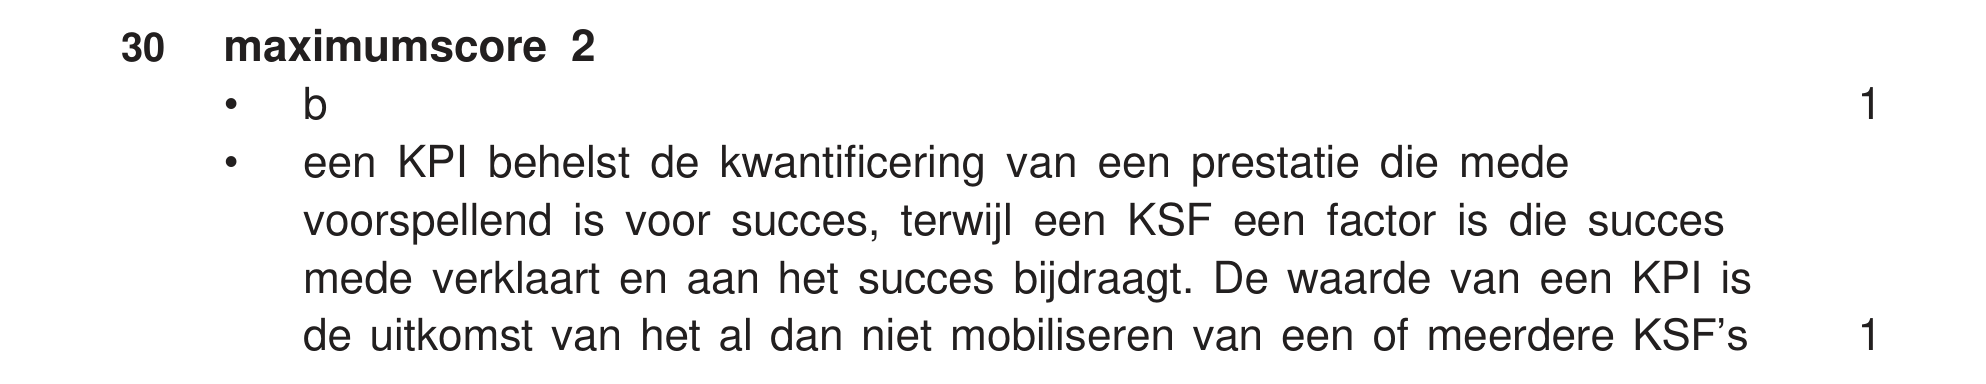 30 maximumscore 2
• b 1
• een KPI behelst de kwantificering van een prestatie die mede
voorspellend is voor succes, terwijl een KSF een factor is die succes
mede verklaart en aan het succes bijdraagt. De waarde van een KPI is
de uitkomst van het al dan niet mobiliseren van een of meerdere KSF’s 1